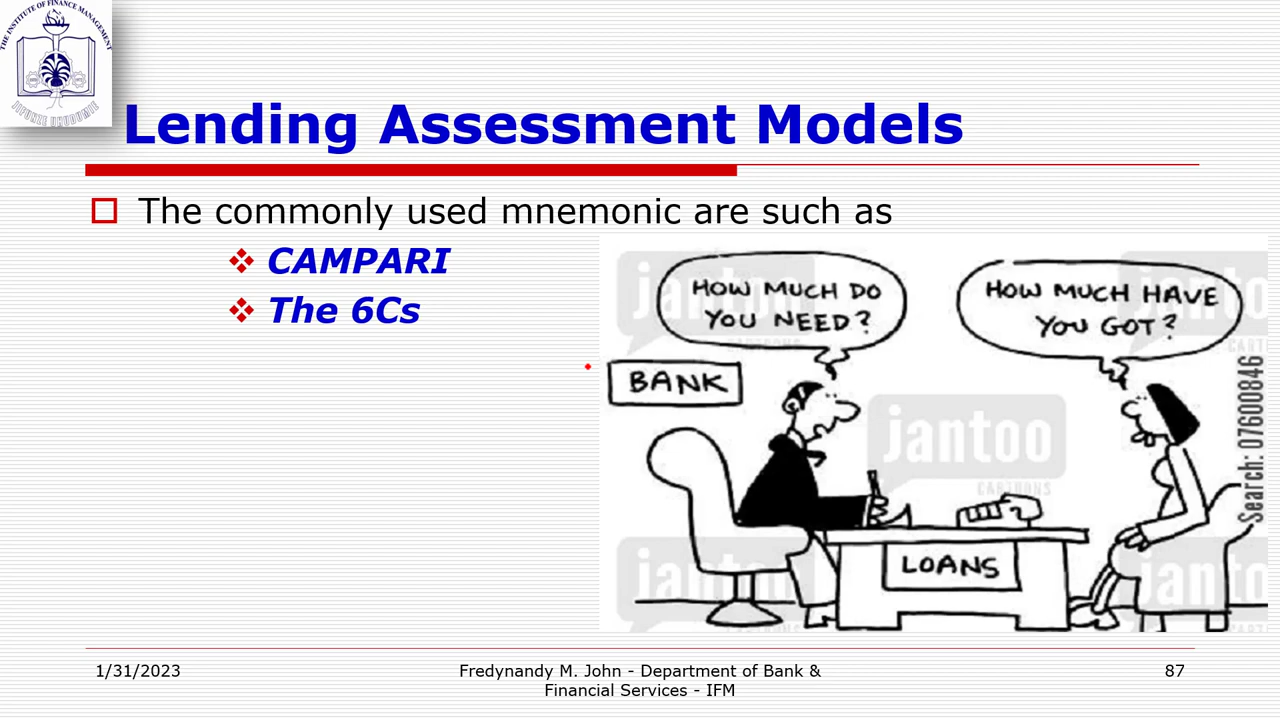 THE INSTITUTE OF FINANCE MANAGEMENT
Lending Assessment Models
The commonly used mnemonic are such as
CAMPARI
The 6Cs
HOW MUCH DO
YOU NEED?
HOW MUCH HAVE
YOU GOT?
BANK
jantoo
CARTOONS
LOANS
Search: 07600846
1/31/2023
Fredynandy M. John - Department of Bank &
Financial Services - IFM
87